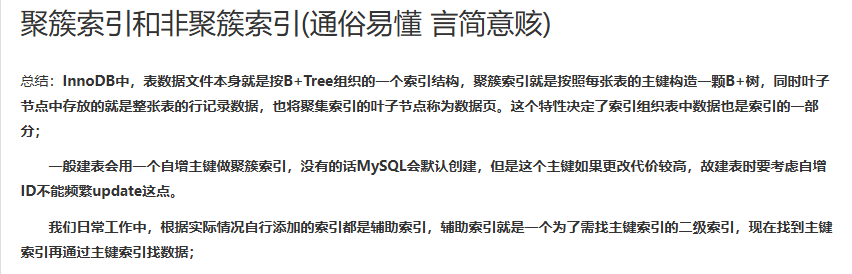 聚簇索引和非聚簇索引(通俗易懂 言简意赅)
总结：InnoDB中，表数据文件本身就是按B+Tree组织的一个索引结构，聚簇索引就是按照每张表的主键构造一颗B+树，同时叶子
节点中存放的就是整张表的行记录数据，也将聚集索引的叶子节点称为数据页。这个特性决定了索引组织表中数据也是索引的一部
分；
一般建表会用一个自增主键做聚簇索引，没有的话MySQL会默认创建，但是这个主键如果更改代价较高，故建表时要考虑自增
ID不能频繁update这点。
我们日常工作中，根据实际情况自行添加的索引都是辅助索引，辅助索引就是一个为了需找主键索引的二级索引，现在找到主键
索引再通过主键索引找数据；